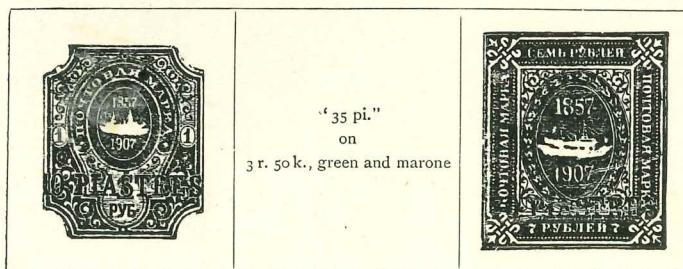 ПОЧТОВАЯ МАРКА
1857
1 1
1907
10 PIASTRES
РУБ
"35 pi."
on
3 r. 50 k., green and marone
СЕМЬ РУБЛЕЙ
ПОЧТОВАЯ МАРКА
ПОЧТОВАЯ МАРКА
1857
1907
7 РУБЛЕЙ 7